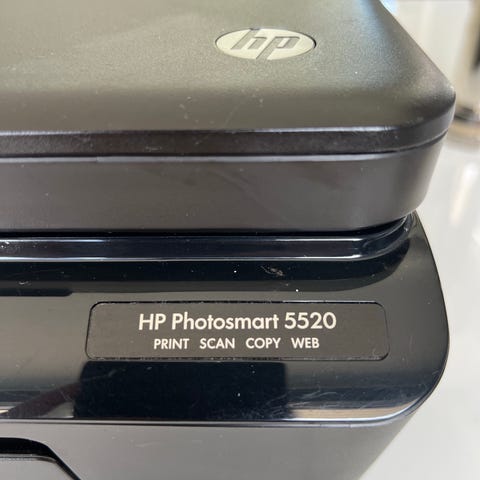 hp
HP Photosmart 5520
PRINT SCAN COPY WEB